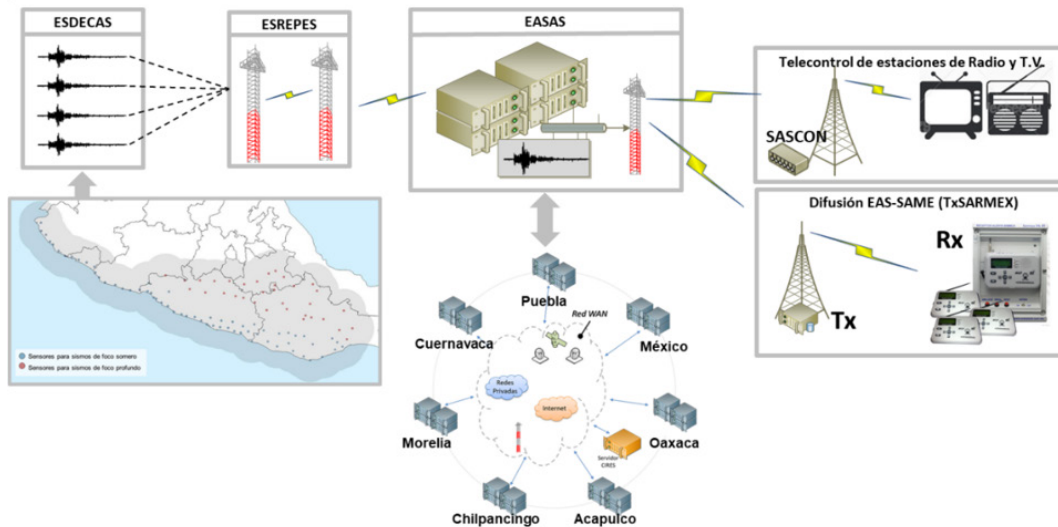 ESDECAS
ESREPES
EASAS
Telecontrol de estaciones de Radio y T.V.
SASCON
Difusión EAS-SAME (TxSARMEX)
Rx
Tx
Sensores para sismos de foco somero
Sensores para sismos de foco profundo
Puebla
Red WAN
Cuernavaca
México
Redes
Privadas
Internet
Morelia
Oaxaca
Servidor
CIRES
Chilpancingo
Acapulco